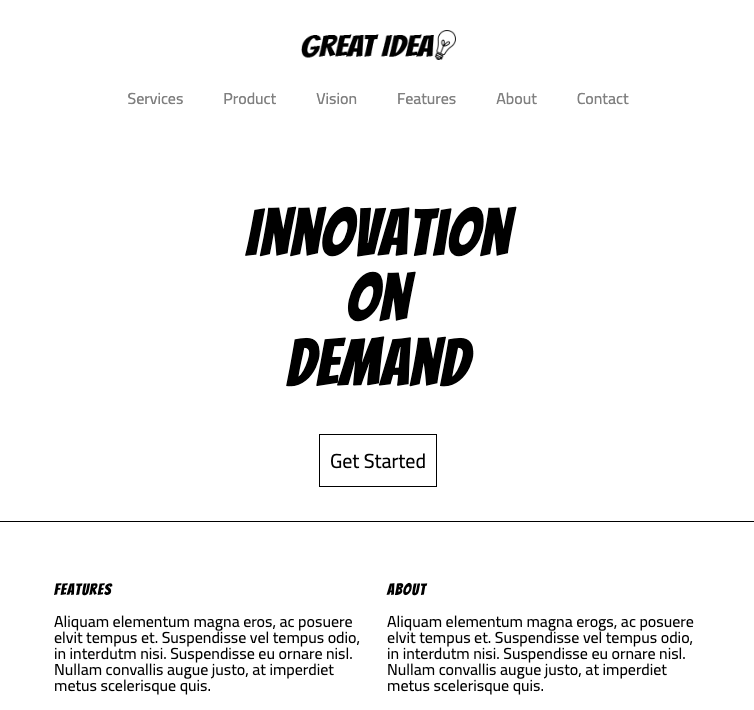 GREAT IDEA
Services Product Vision Features About Contact
INNOVATION
ON
DEMAND
Get Started
FEATURES
Aliquam elementum magna eros, ac posuere
elvit tempus et. Suspendisse vel tempus odio,
in interdutm nisi. Suspendisse eu ornare nisl.
Nullam convallis augue justo, at imperdiet
metus scelerisque quis.
ABOUT
Aliquam elementum magna erogs, ac posuere
elvit tempus et. Suspendisse vel tempus odio,
in interdutm nisi. Suspendisse eu ornare nisl.
Nullam convallis augue justo, at imperdiet
metus scelerisque quis.